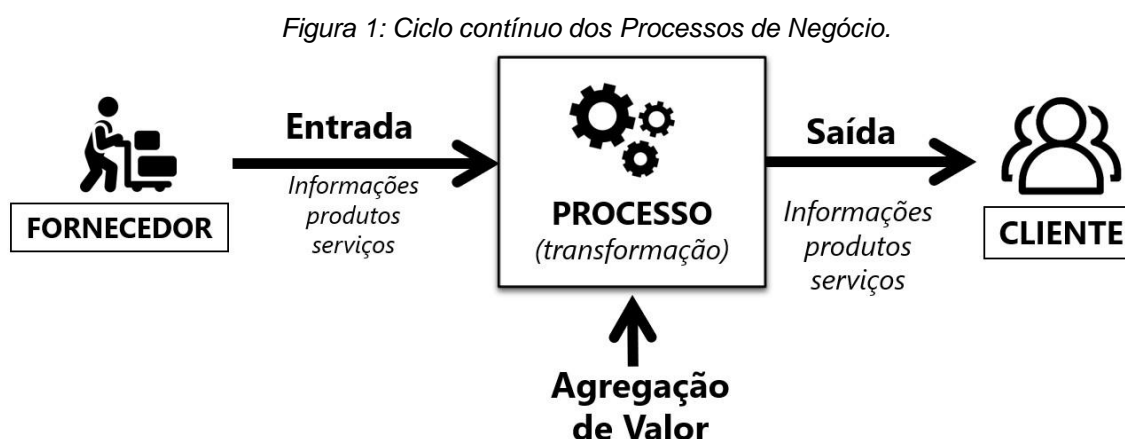 Figura 1: Ciclo contínuo dos Processos de Negócio.
FORNECEDOR
Entrada
Informações
produtos
serviços
PROCESSO
(transformação)
Agregação
de Valor
Saída
Informações
produtos
serviços
CLIENTE